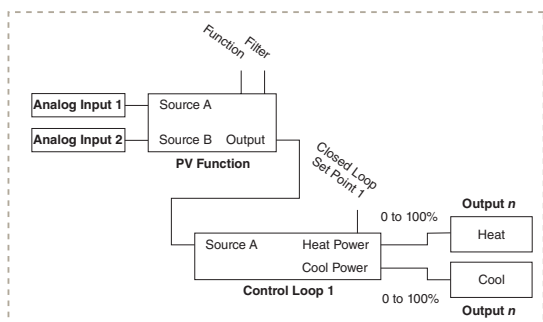 Function
Filter
Analog Input 1
Source A
Analog Input 2
Source B Output
PV Function
Closed Loop
Set Point 1
Output n
0 to 100%
Source A Heat Power
Heat
Cool Power
Cool
Control Loop 1
0 to 100%
Output n